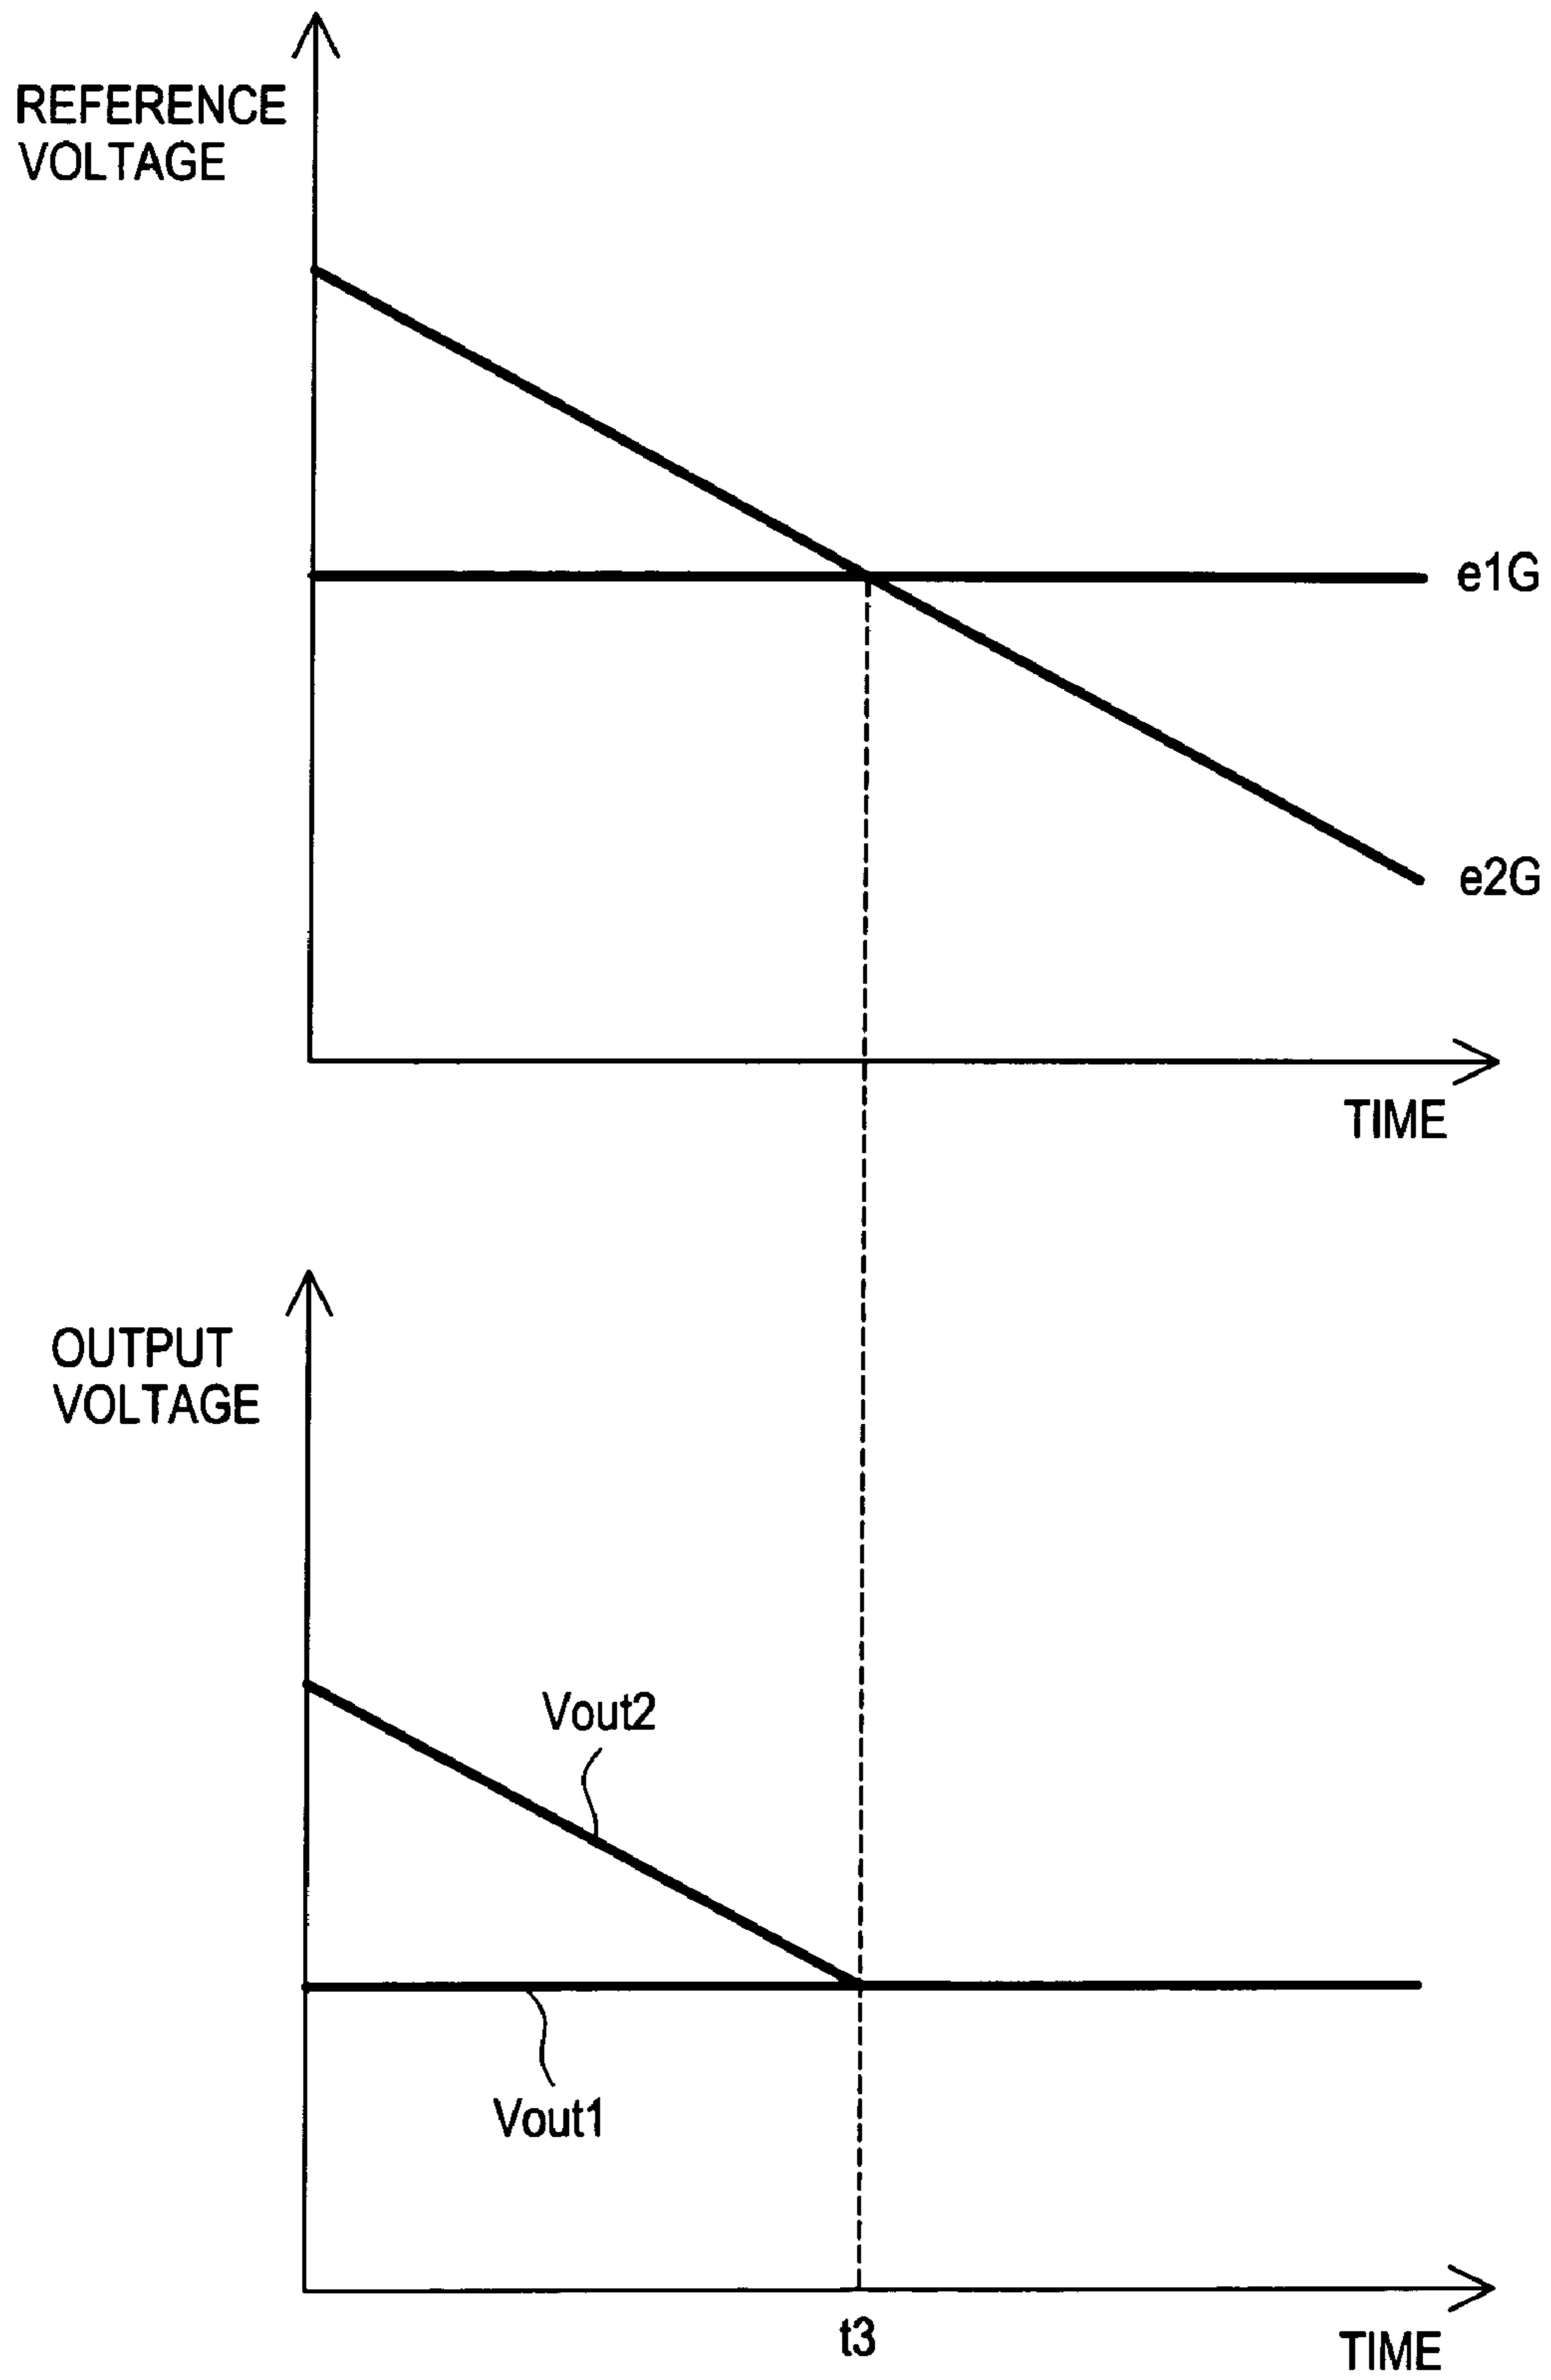 REFERENCE
VOLTAGE
e1G
e2G
TIME
OUTPUT
VOLTAGE
Vout2
Vout1
t3
TIME